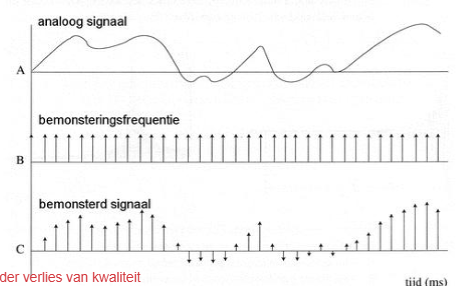 analoog signaal
A
bemonsteringsfrequentie
B
bemonsterd signaal
C
der verlies van kwaliteit
tijd (ms)